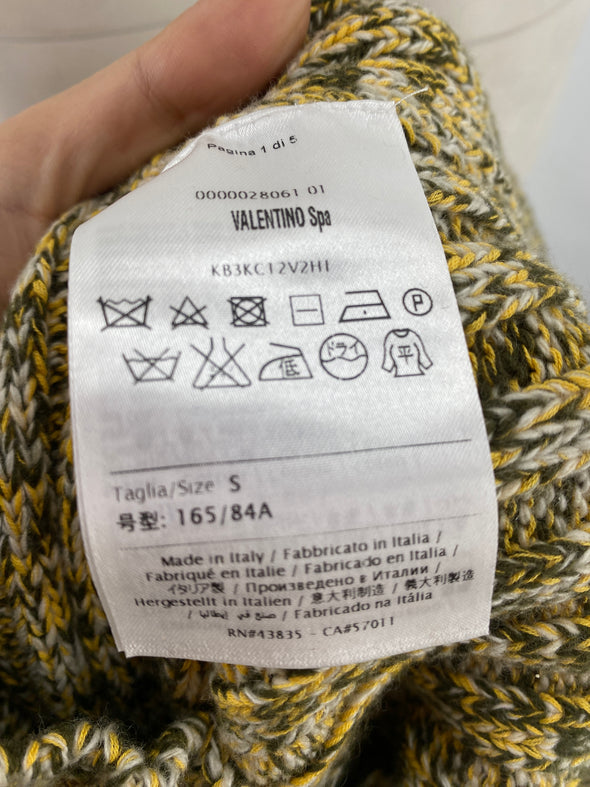 Pagina 1 di 5
0000028061 01
VALENTINO Spa
KB3KC12V2H1
P
低 ドライ 平
Taglia/Size S
号型: 165/84A
Made in Italy / Fabbricato in Italia /
Fabriqué en Italie / Fabricado en Italia /
イタリア製 / Произведено в Италии /
Hergestellt in Italien / 意大利制造 / 義大利製造
/ صنع في إيطاليا / Fabricado na Itália
RN#43835 - CA#57011